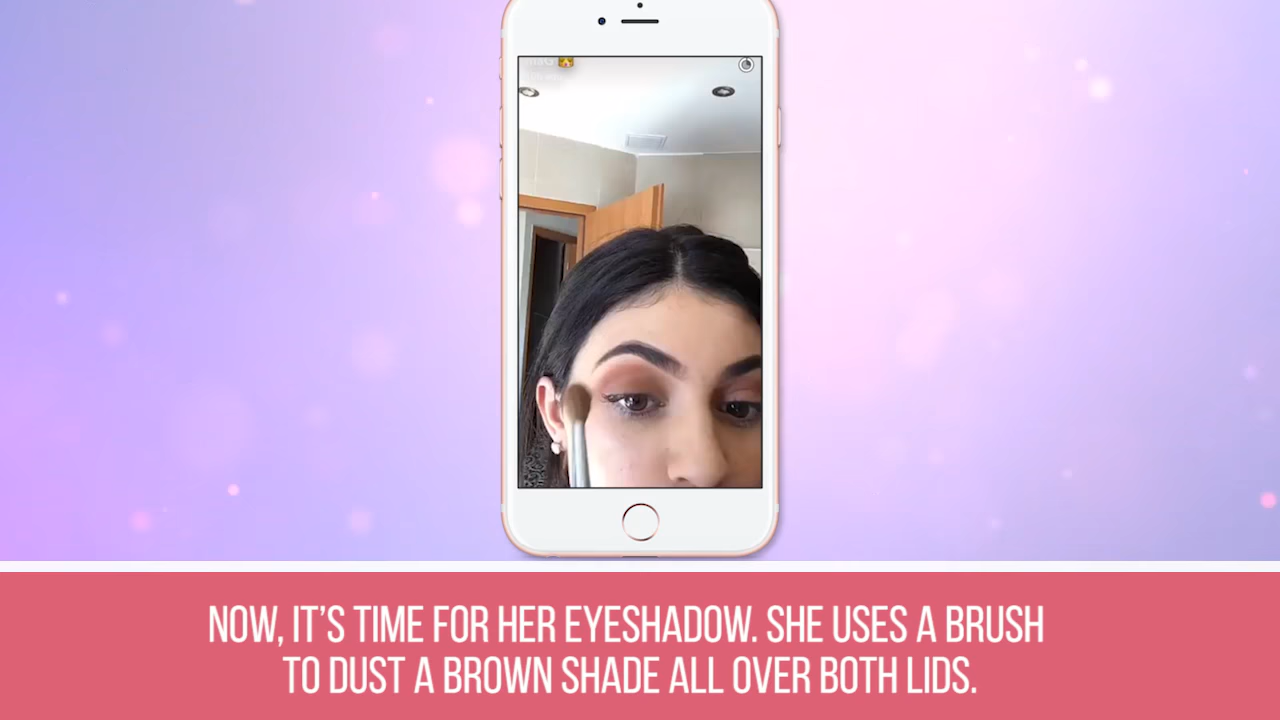 NOW, IT'S TIME FOR HER EYESHADOW. SHE USES A BRUSH
TO DUST A BROWN SHADE ALL OVER BOTH LIDS.